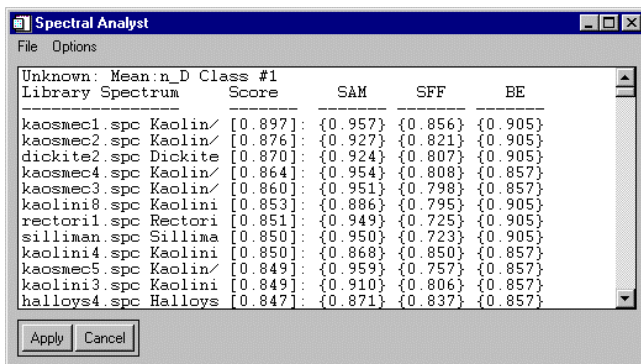 Spectral Analyst
File Options
Unknown: Mean:n_D Class #1
Library Spectrum Score SAM SFF BE
---------------- ------- ------- ------- -------
kaosmec1.spc Kaolin/ [0.897]: {0.957} {0.856} {0.905}
kaosmec2.spc Kaolin/ [0.876]: {0.927} {0.821} {0.905}
dickite2.spc Dickite [0.870]: {0.924} {0.807} {0.905}
kaosmec4.spc Kaolin/ [0.864]: {0.954} {0.808} {0.857}
kaosmec3.spc Kaolin/ [0.860]: {0.951} {0.798} {0.857}
kaolini8.spc Kaolini [0.853]: {0.886} {0.795} {0.905}
rectori1.spc Rectori [0.851]: {0.949} {0.725} {0.905}
silliman.spc Sillima [0.850]: {0.950} {0.723} {0.905}
kaolini4.spc Kaolini [0.850]: {0.868} {0.850} {0.857}
kaosmec5.spc Kaolin/ [0.849]: {0.959} {0.757} {0.857}
kaolini3.spc Kaolini [0.849]: {0.910} {0.806} {0.857}
halloys4.spc Halloys [0.847]: {0.871} {0.837} {0.857}
Apply Cancel